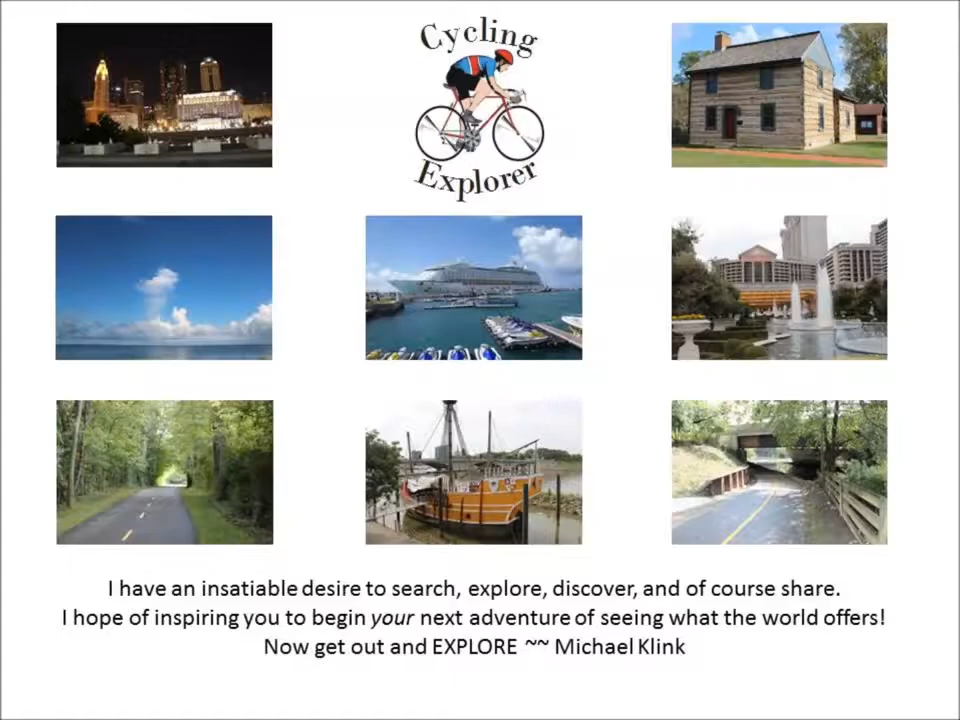 Cycling
Explorer
I have an insatiable desire to search, explore, discover, and of course share.
I hope of inspiring you to begin your next adventure of seeing what the world offers!
Now get out and EXPLORE ~~ Michael Klink